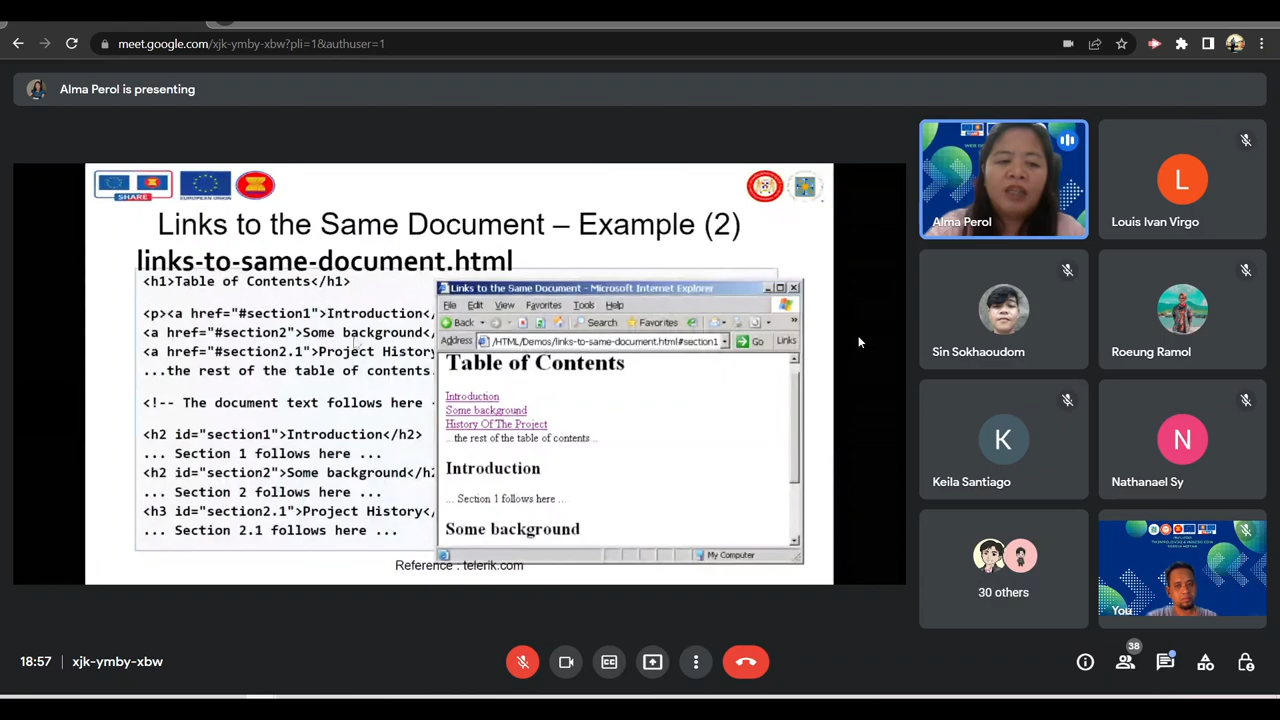 meet.google.com/xjk-ymby-xbw?pli=1&authuser=1
Alma Perol is presenting
SHARE
EUROPEAN UNION
Links to the Same Document – Example (2)
links-to-same-document.html
<h1>Table of Contents</h1>
<p><a href="#section1">Introduction</
<a href="#section2">Some background</
<a href="#section2.1">Project History
...the rest of the table of contents.
<!-- The document text follows here -
<h2 id="section1">Introduction</h2>
... Section 1 follows here ...
<h2 id="section2">Some background</h2
... Section 2 follows here ...
<h3 id="section2.1">Project History</
... Section 2.1 follows here ...
Links to the Same Document - Microsoft Internet Explorer
File Edit View Favorites Tools Help
Back Search Favorites
Address /HTML/Demos/links-to-same-document.html#section1 Go Links
Table of Contents
Introduction
Some background
History Of The Project
...the rest of the table of contents...
Introduction
... Section 1 follows here ...
Some background
My Computer
Reference : telerik.com
Alma Perol
L
Louis Ivan Virgo
Sin Sokhaoudom
Roeung Ramol
K
Keila Santiago
N
Nathanael Sy
30 others
You
18:57 | xjk-ymby-xbw
38